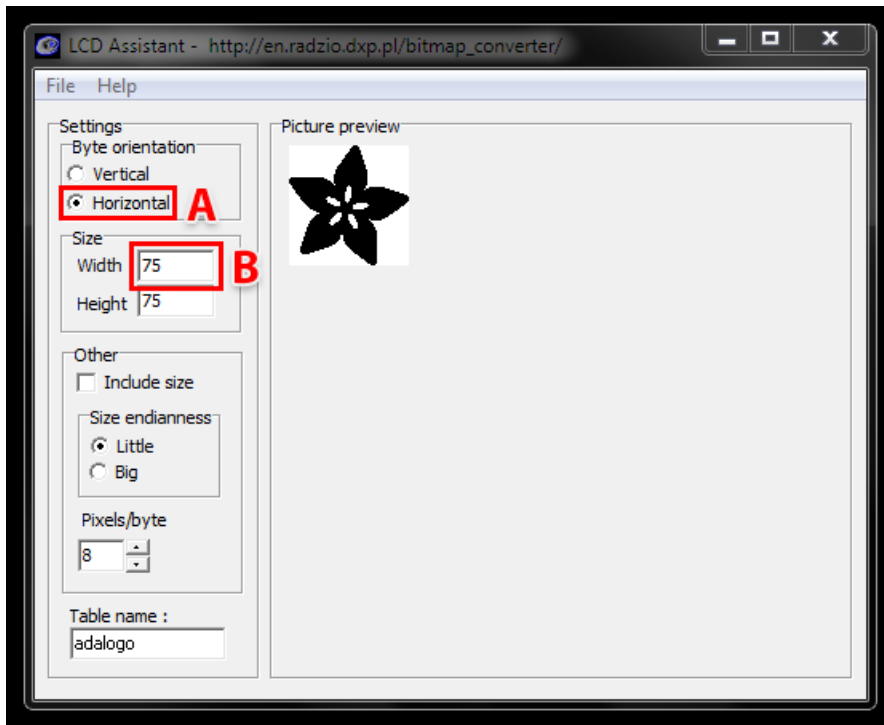 LCD Assistant - http://en.radzio.dxp.pl/bitmap_converter/
File Help
Settings
Byte orientation
Vertical
Horizontal A
Size
Width 75 B
Height 75
Other
Include size
Size endianness
Little
Big
Pixels/byte
8
Table name :
adalogo
Picture preview